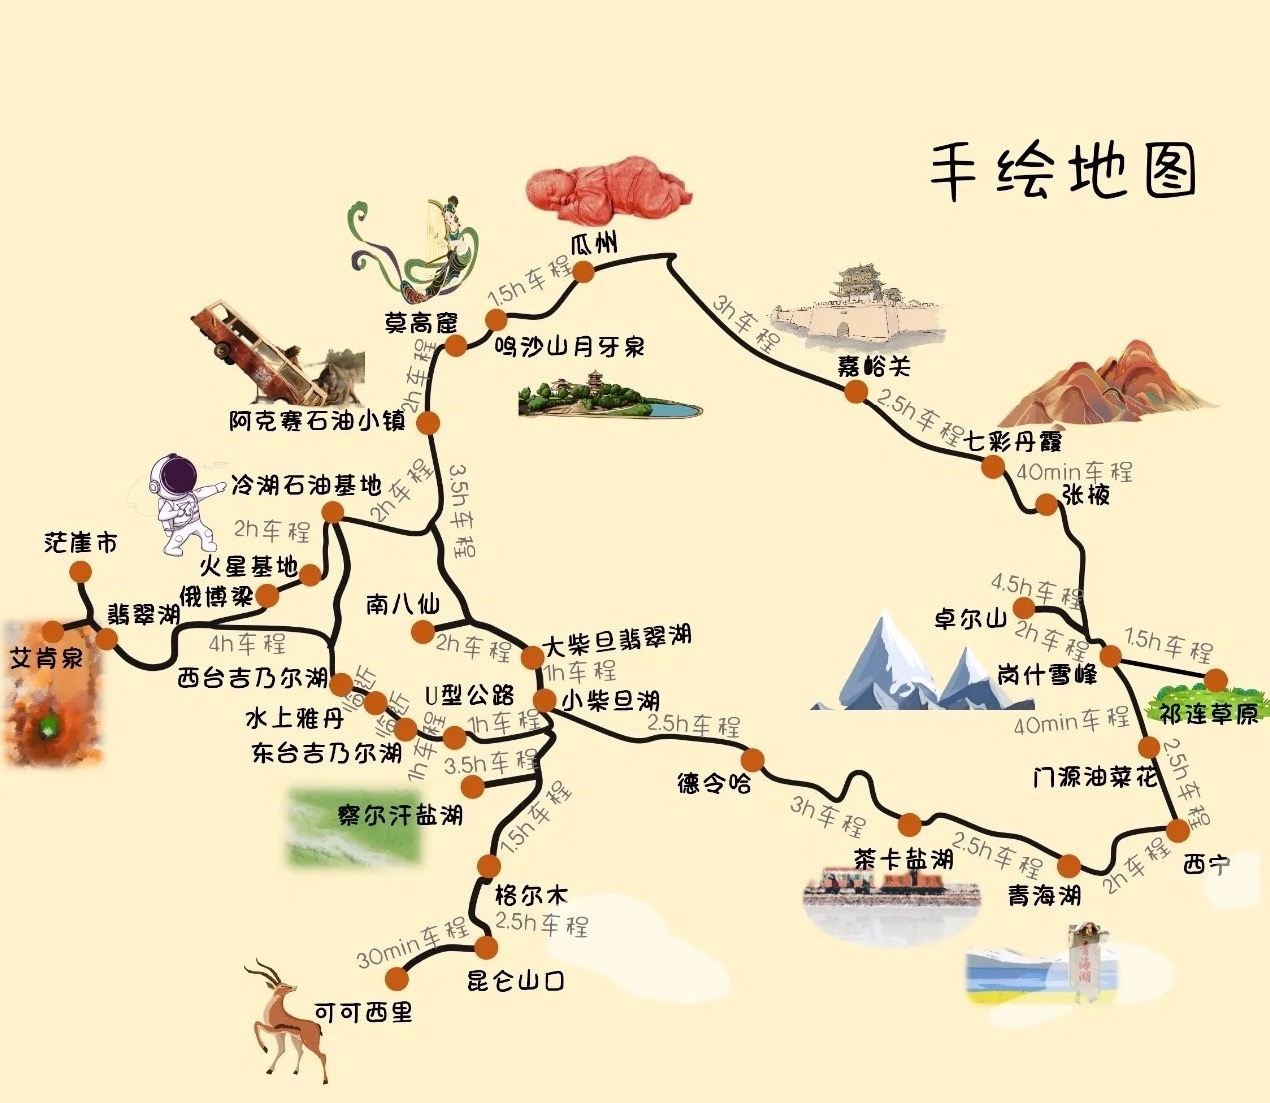 手绘地图
瓜州
1.5h车程
莫高窟
鸣沙山月牙泉
3h车程
嘉峪关
2h车程
阿克赛石油小镇
2.5h车程
七彩丹霞
40min车程
张掖
冷湖石油基地
2h车程
3.5h车程
2h车程
茫崖市
火星基地
俄博梁
翡翠湖
艾肯泉
4h车程
南八仙
2h车程
大柴旦翡翠湖
1h车程
4.5h车程
卓尔山
2h车程
1.5h车程
岗什雪峰
祁连草原
西台吉乃尔湖
临近
U型公路
小柴旦湖
水上雅丹
临近
1h车程
2.5h车程
40min车程
东台吉乃尔湖
1h车程
3.5h车程
德令哈
门源油菜花
2.5h车程
察尔汗盐湖
1.5h车程
3h车程
茶卡盐湖
2.5h车程
青海湖
2h车程
西宁
格尔木
2.5h车程
30min车程
昆仑山口
可可西里
青海湖